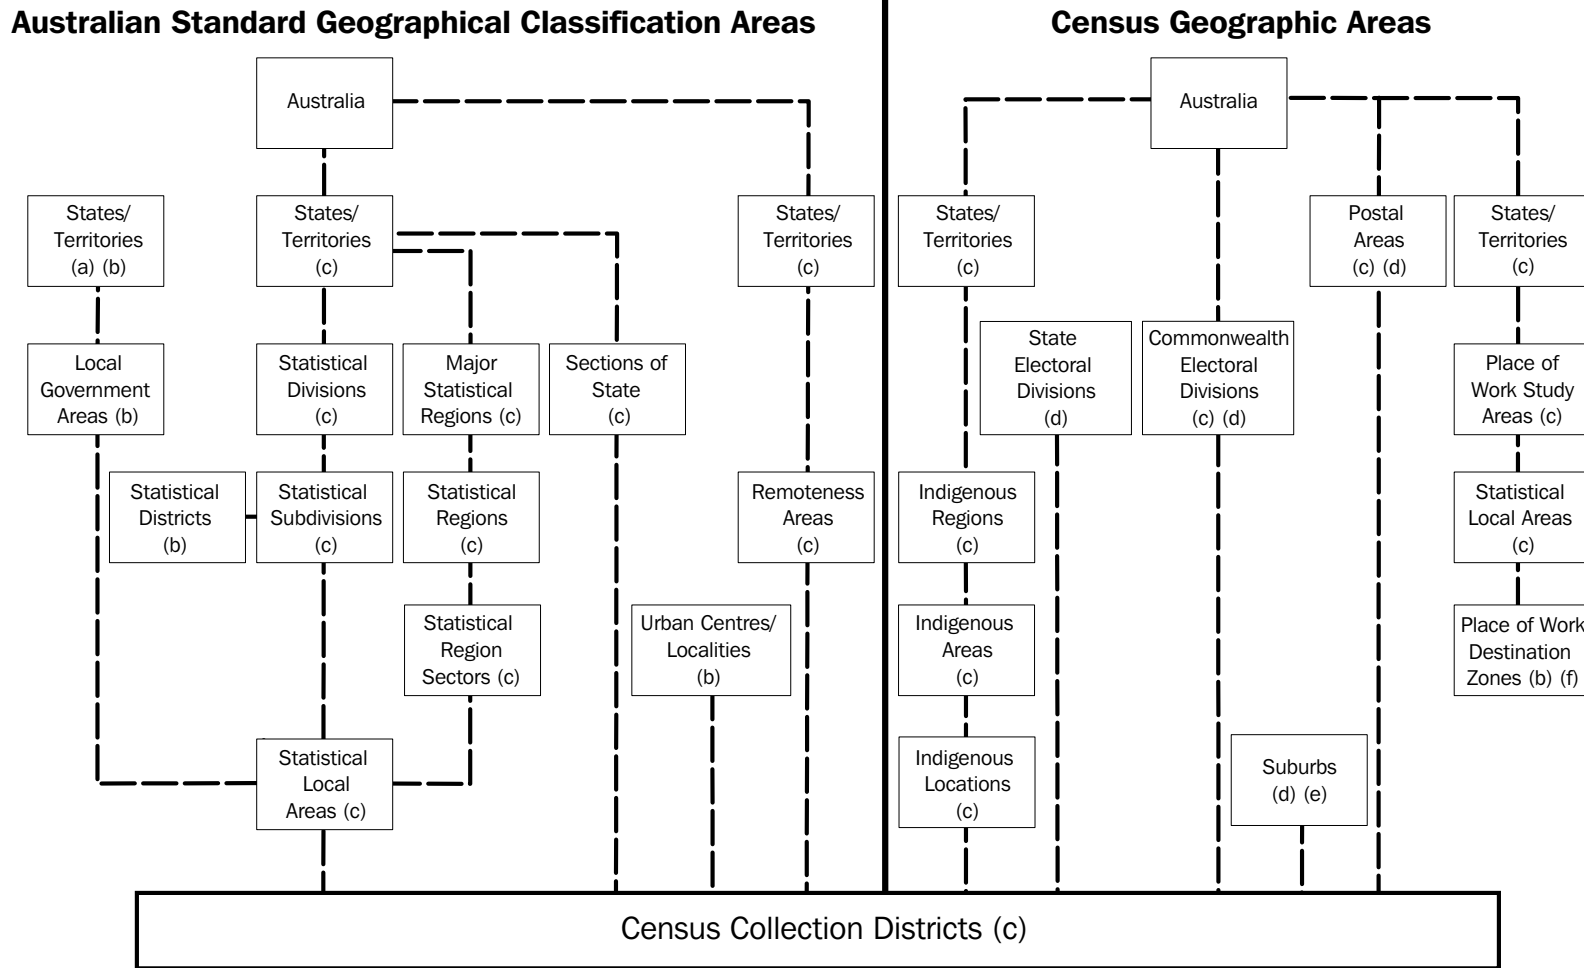 Australian Standard Geographical Classification Areas
Census Geographic Areas
Australia
Australia
States/
Territories
(a) (b)
States/
Territories
(c)
States/
Territories
(c)
States/
Territories
(c)
Postal
Areas
(c) (d)
States/
Territories
(c)
Local
Government
Areas (b)
Statistical
Divisions
(c)
Major
Statistical
Regions (c)
Sections of
State
(c)
State
Electoral
Divisions
(d)
Commonwealth
Electoral
Divisions
(c) (d)
Place of
Work Study
Areas (c)
Statistical
Districts
(b)
Statistical
Subdivisions
(c)
Statistical
Regions
(c)
Remoteness
Areas
(c)
Indigenous
Regions
(c)
Statistical
Local Areas
(c)
Statistical
Region
Sectors (c)
Urban Centres/
Localities
(b)
Indigenous
Areas
(c)
Place of Work
Destination
Zones (b) (f)
Statistical
Local
Areas (c)
Indigenous
Locations
(c)
Suburbs
(d) (e)
Census Collection Districts (c)